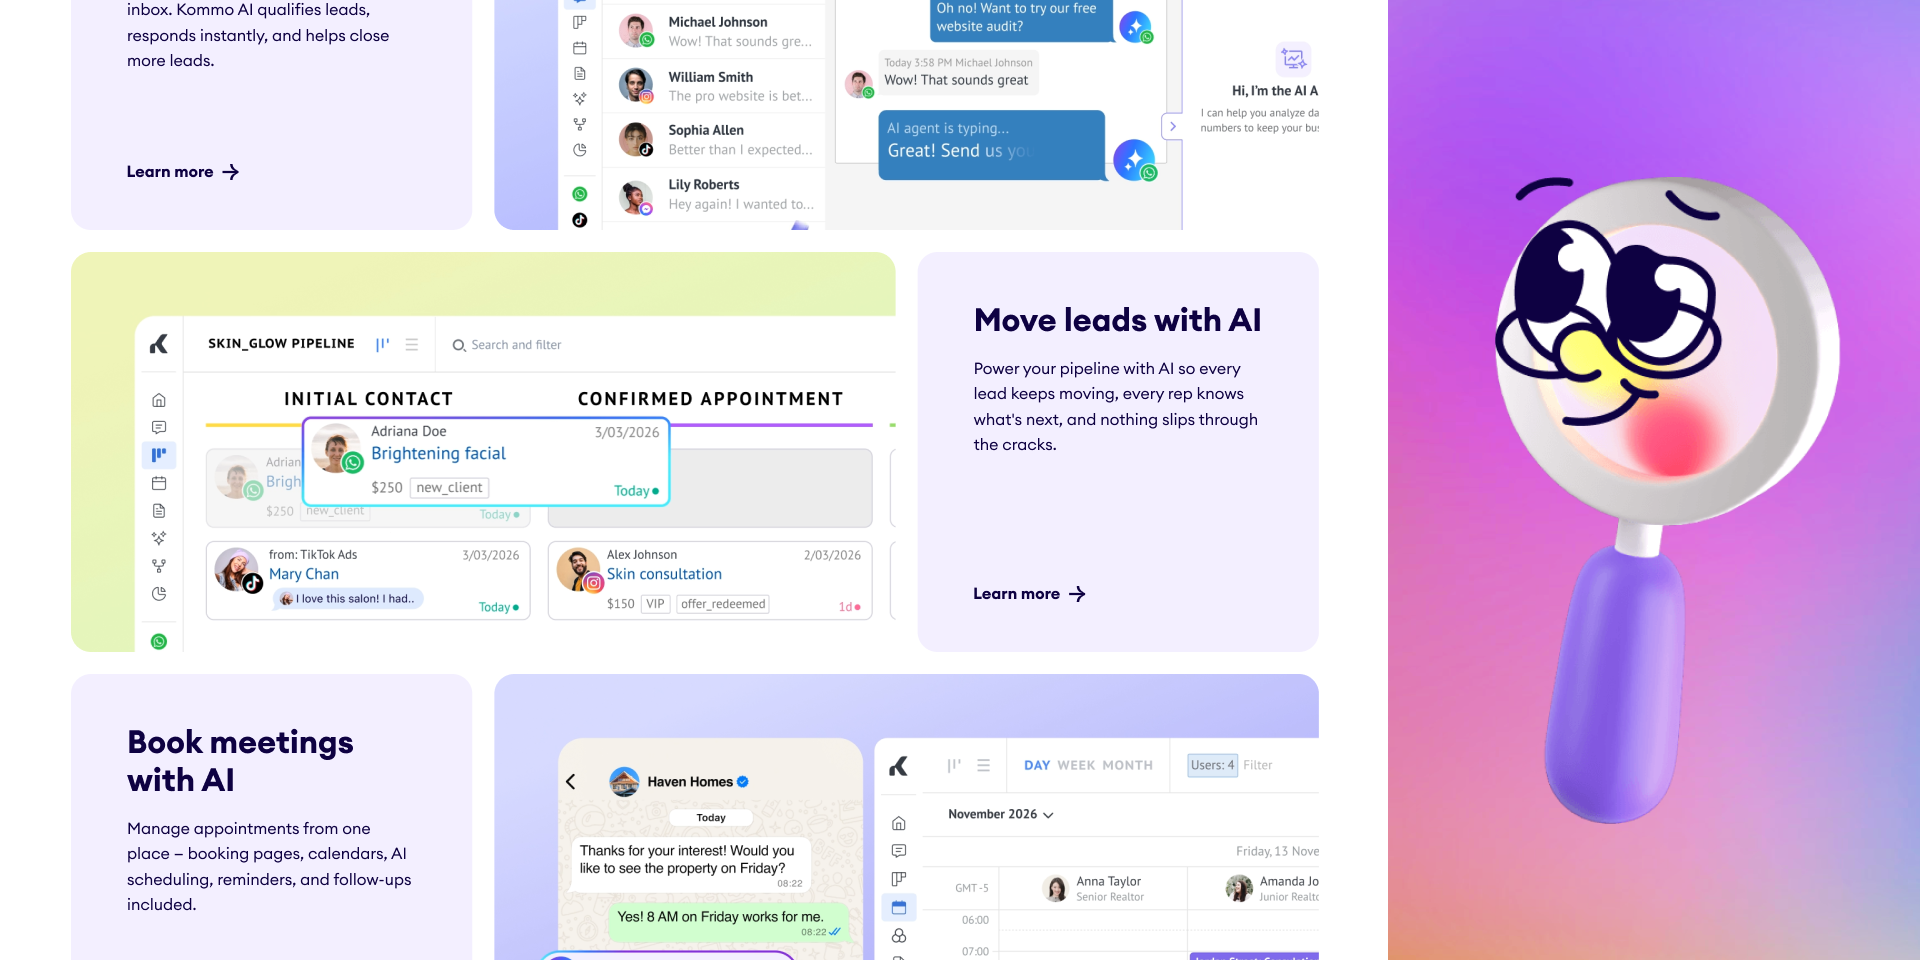 inbox. Kommo AI qualifies leads,
responds instantly, and helps close
more leads.
Learn more
Michael Johnson
Wow! That sounds gre...
William Smith
The pro website is bet...
Sophia Allen
Better than I expected...
Lily Roberts
Hey again! I wanted to...
Oh no! Want to try our free
website audit?
Today 3:58 PM Michael Johnson
Wow! That sounds great
AI agent is typing...
Great! Send us you
Hi, I'm the AI A
I can help you analyze da
numbers to keep your bus
SKIN_GLOW PIPELINE
Search and filter
INITIAL CONTACT
CONFIRMED APPOINTMENT
Adriana Doe
3/03/2026
Brightening facial
$250
new_client
Today
Adrian
Brigh
$250
new_client
Today
from: TikTok Ads
3/03/2026
Mary Chan
I love this salon! I had..
Today
Alex Johnson
2/03/2026
Skin consultation
$150
VIP
offer_redeemed
1d
Move leads with AI
Power your pipeline with AI so every
lead keeps moving, every rep knows
what's next, and nothing slips through
the cracks.
Learn more
Book meetings
with AI
Manage appointments from one
place – booking pages, calendars, AI
scheduling, reminders, and follow-ups
included.
Haven Homes
Today
Thanks for your interest! Would you
like to see the property on Friday?
08:22
Yes! 8 AM on Friday works for me.
08:22
DAY WEEK MONTH
Users: 4
Filter
November 2026
Friday, 13 Nove
GMT -5
Anna Taylor
Senior Realtor
Amanda Jo
Junior Realto
06:00
07:00